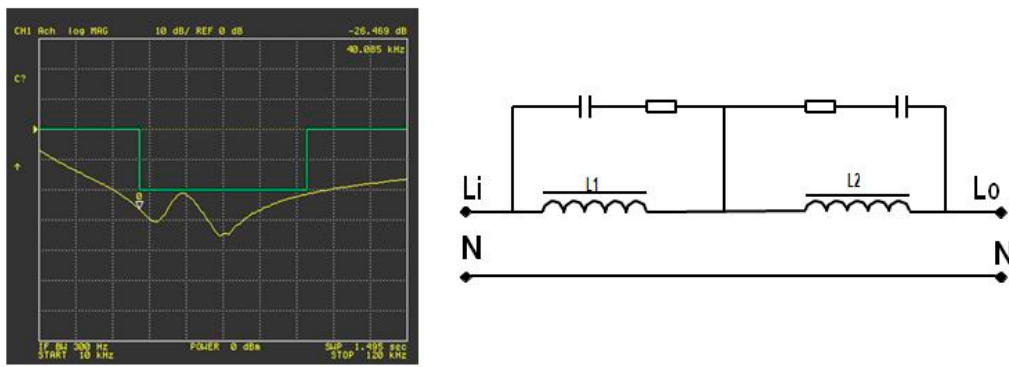 CH1 Ach log MAG 10 dB/ REF 0 dB -26.469 dB
40.085 kHz
C?
IF BW 300 Hz POWER 0 dBm SWP 1.495 sec
START 10 kHz STOP 120 kHz
L1 L2
Li Lo
N N